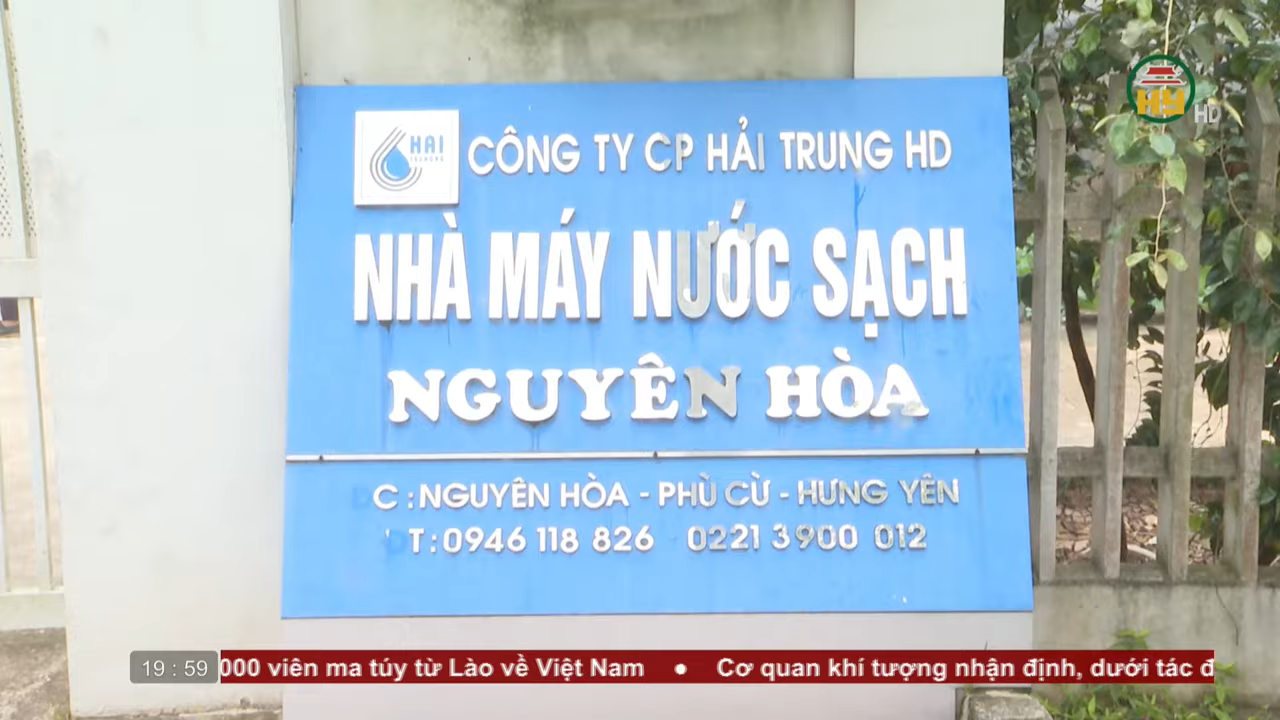 HY HD
HAI
CÔNG TY CP HẢI TRUNG HD
NHÀ MÁY NƯỚC SẠCH
NGUYÊN HÒA
C : NGUYÊN HÒA - PHÙ CỪ - HƯNG YÊN
T : 0946 118 826 0221 3 900 012
19 : 59 000 viên ma túy từ Lào về Việt Nam ● Cơ quan khí tượng nhận định, dưới tác đ